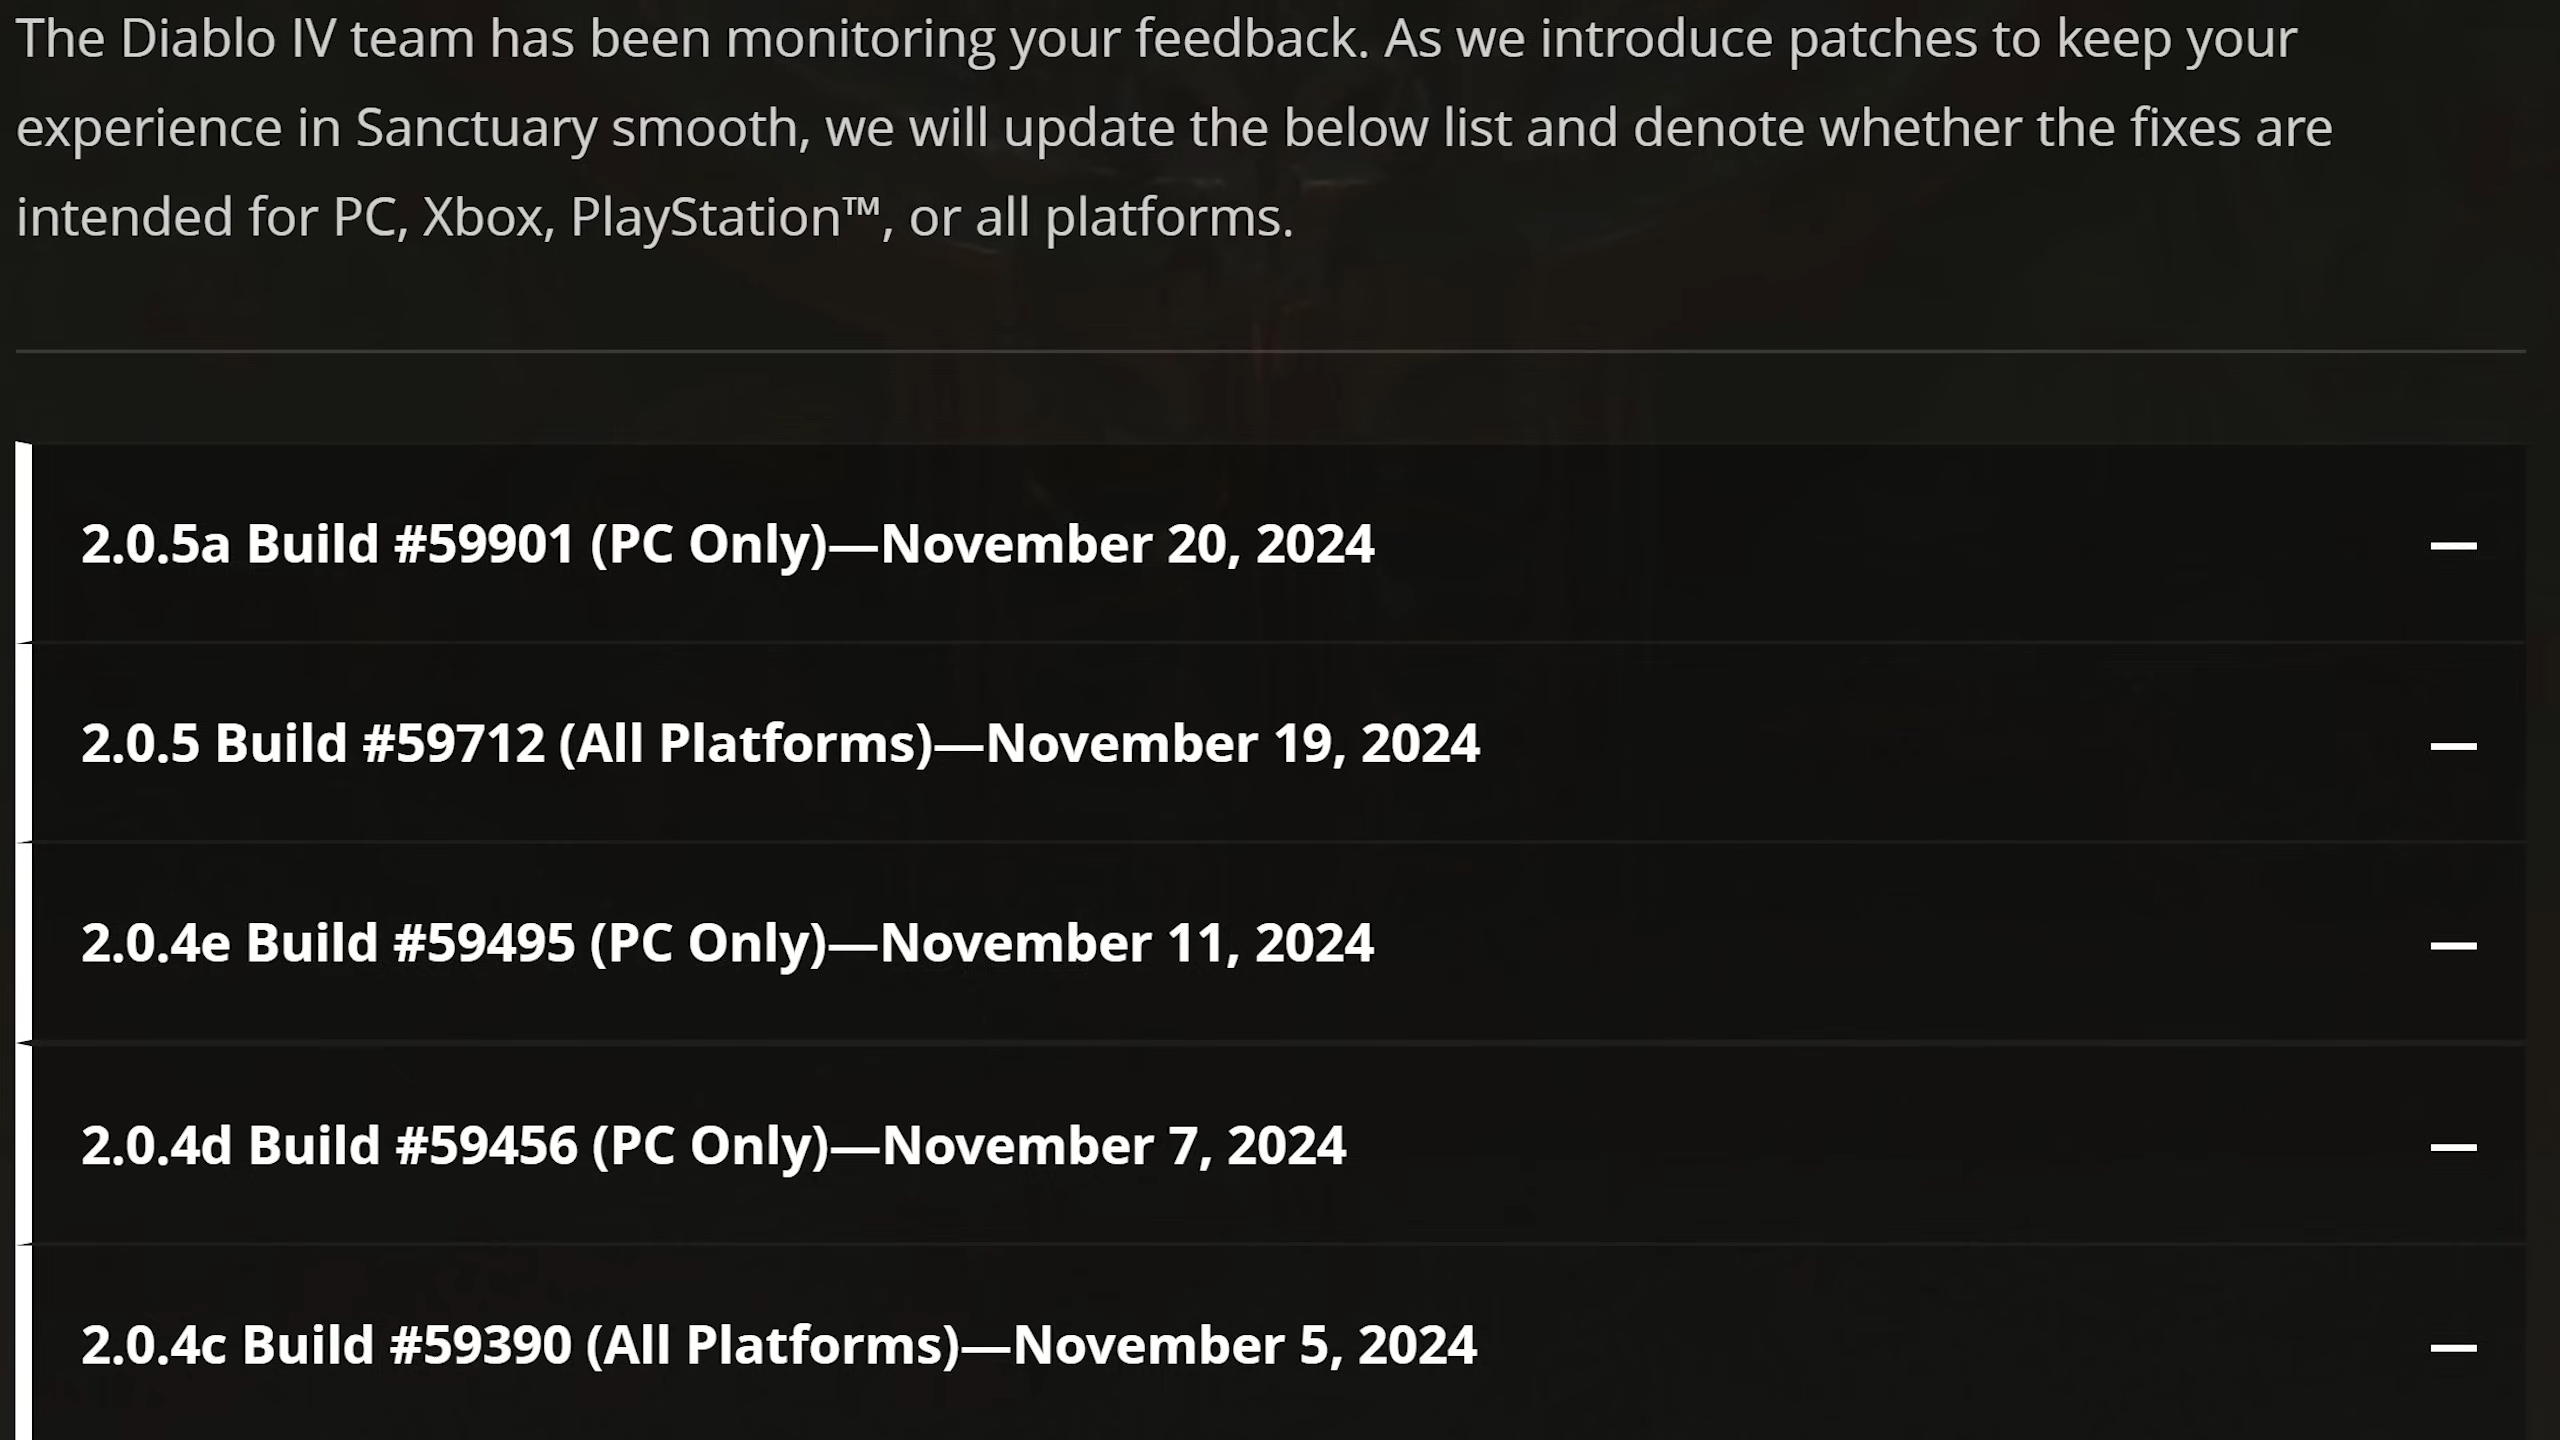 The Diablo IV team has been monitoring your feedback. As we introduce patches to keep your
experience in Sanctuary smooth, we will update the below list and denote whether the fixes are
intended for PC, Xbox, PlayStation™, or all platforms.
2.0.5a Build #59901 (PC Only)—November 20, 2024
2.0.5 Build #59712 (All Platforms)—November 19, 2024
2.0.4e Build #59495 (PC Only)—November 11, 2024
2.0.4d Build #59456 (PC Only)—November 7, 2024
2.0.4c Build #59390 (All Platforms)—November 5, 2024